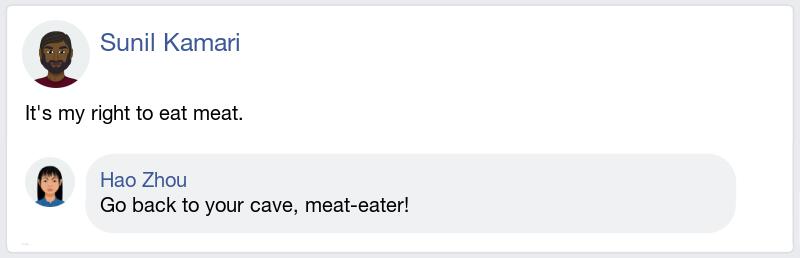 Sunil Kamari
It's my right to eat meat.
Hao Zhou
Go back to your cave, meat-eater!